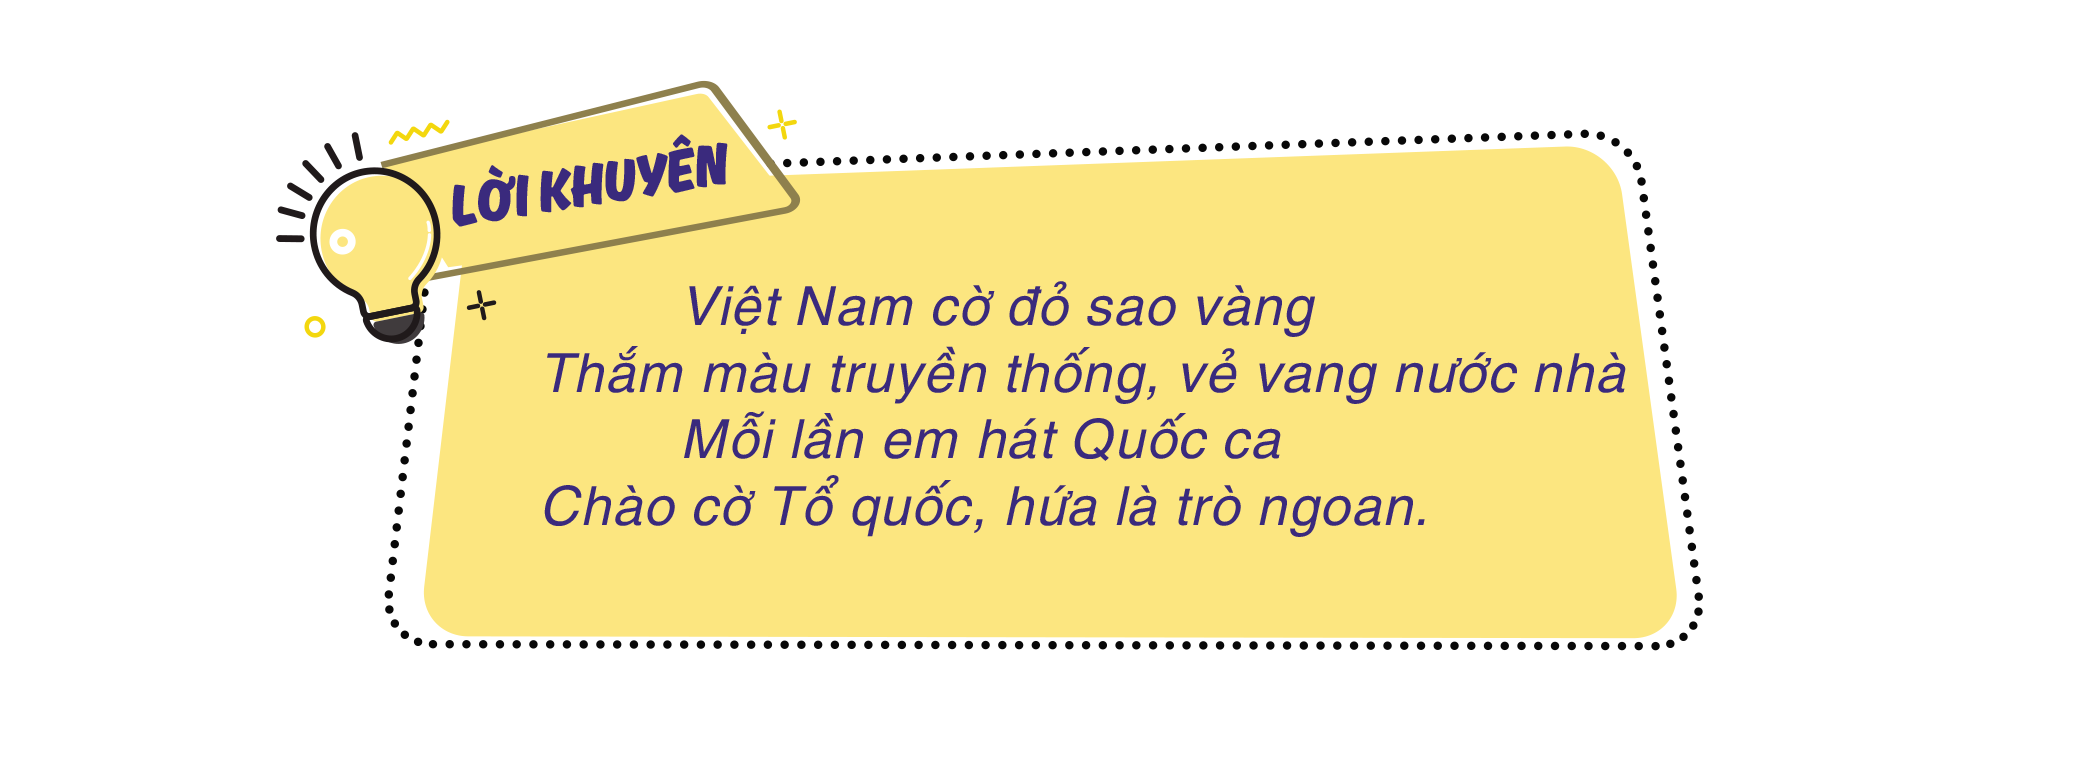 LỜI KHUYÊN
Việt Nam cờ đỏ sao vàng
Thắm màu truyền thống, vẻ vang nước nhà
Mỗi lần em hát Quốc ca
Chào cờ Tổ quốc, hứa là trò ngoan.